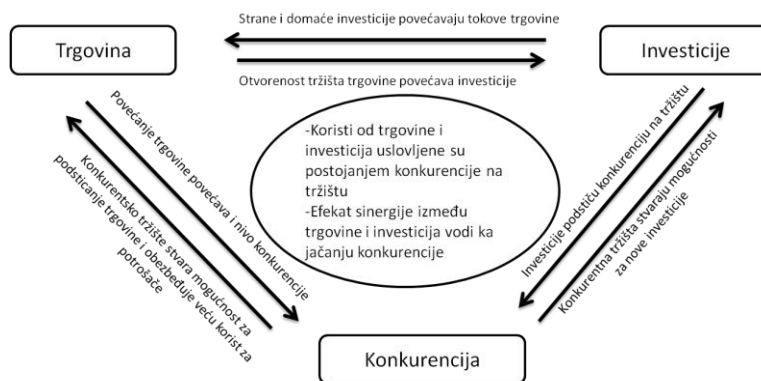 Strane i domaće investicije povećavaju tokove trgovine
Trgovina
Investicije
Otvorenost tržišta trgovine povećava investicije
Povećanje trgovine povećava i nivo konkurencije
Konkurentsko tržište stvara mogućnost za
podsticanje trgovine i obezbeđuje veću korist za
potrošače
-Koristi od trgovine i
investicija uslovljene su
postojanjem konkurencije na
tržištu
-Efekat sinergije između
trgovine i investicija vodi ka
jačanju konkurencije
Investicije podstiču konkurenciju na tržištu
Konkurentna tržišta stvaraju mogućnosti
za nove investicije
Konkurencija